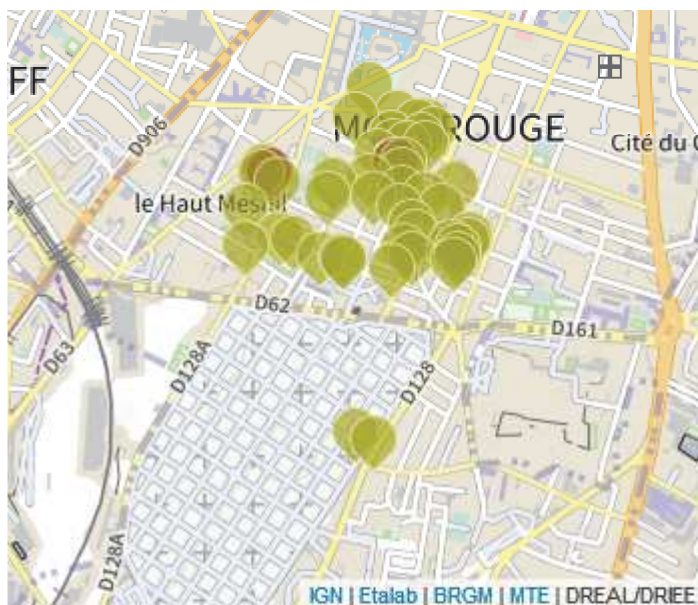 FF
ROUGE
D906
Cité du
le Haut Mesnil
D62
D161
D63
D128A
D128
D128A
IGN | Etalab | BRGM | MTE | DREAL/DRIEE